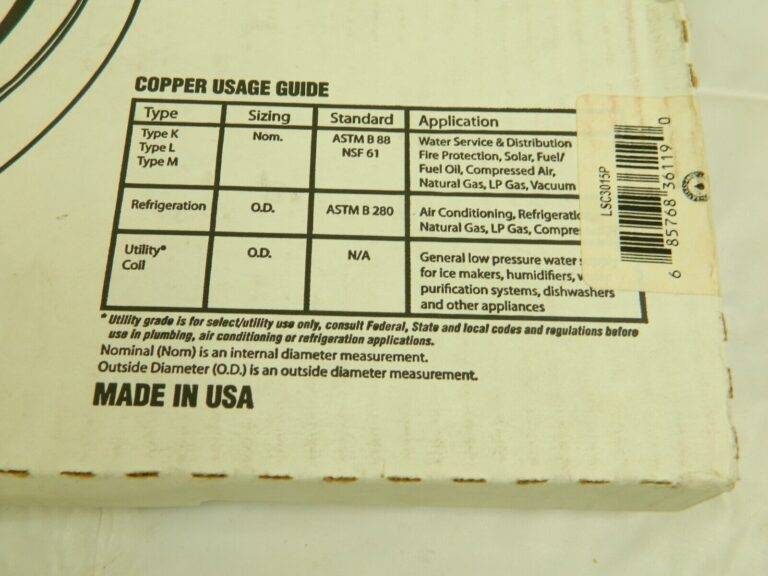 COPPER USAGE GUIDE
Type Sizing Standard Application
Type K Nom. ASTM B 88 Water Service & Distribution
Type L NSF 61 Fire Protection, Solar, Fuel/
Type M Fuel Oil, Compressed Air,
Natural Gas, LP Gas, Vacuum
Refrigeration O.D. ASTM B 280 Air Conditioning,
Natural Gas, LP Gas,
Utility* O.D. N/A General low pressure water
Coil for ice makers, humidifiers,
purification systems, dishwashers
and other appliances
* Utility grade is for select/utility use only, consult Federal, State and local codes and regulations before
use in plumbing, air conditioning or refrigeration applications.
Nominal (Nom) is an internal diameter measurement.
Outside Diameter (O.D.) is an outside diameter measurement.
MADE IN USA
LSC3015P
6 85768 36119 0